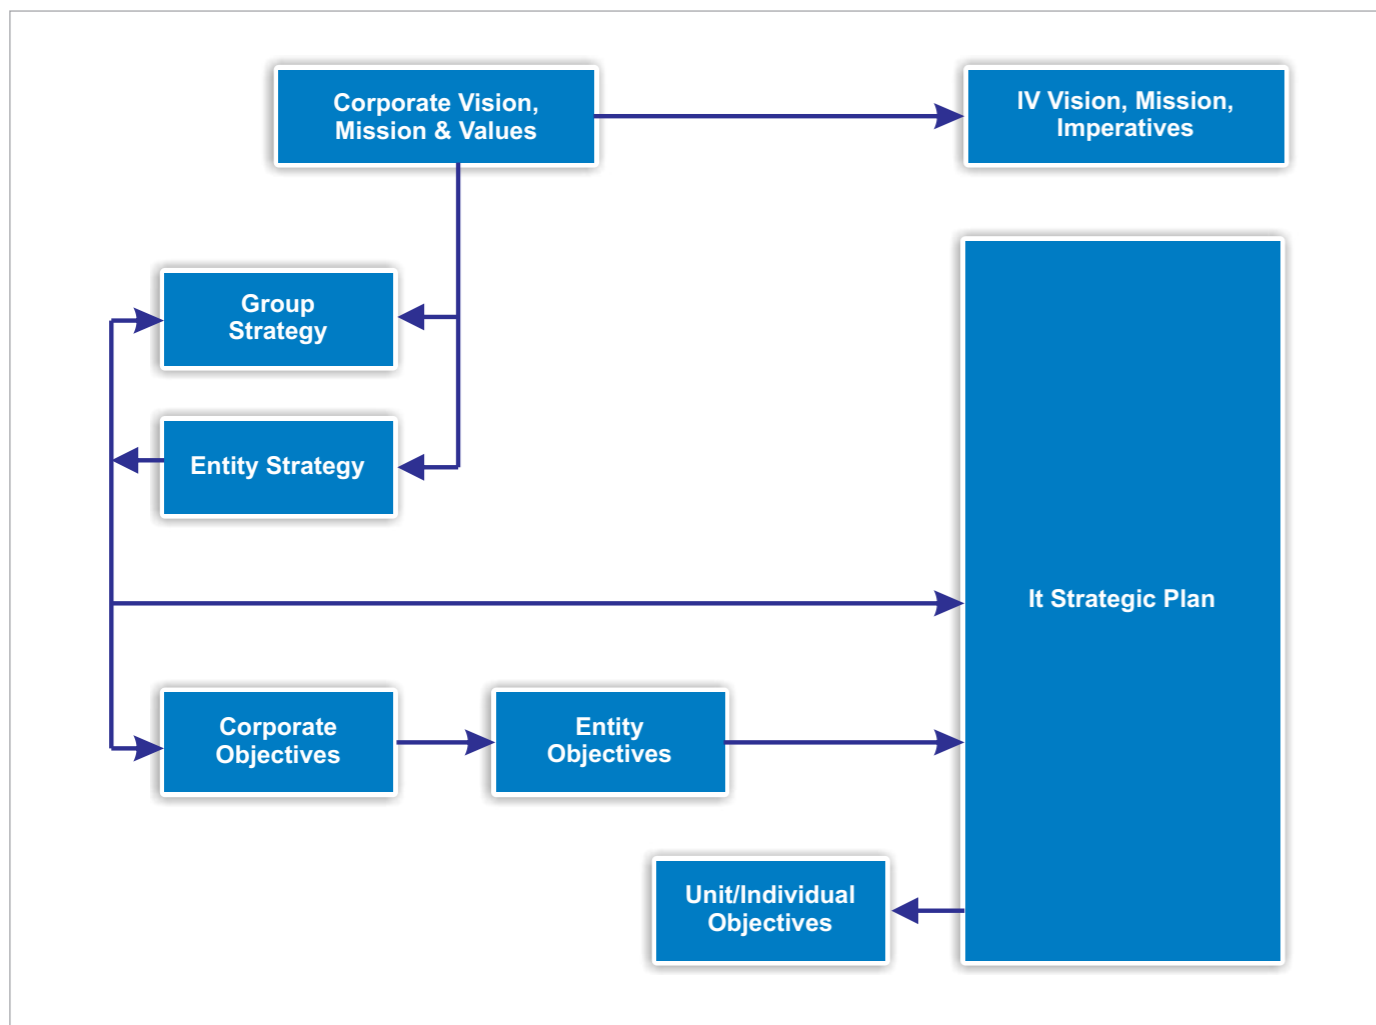 Corporate Vision,
Mission & Values
IV Vision, Mission,
Imperatives
Group
Strategy
Entity Strategy
It Strategic Plan
Corporate
Objectives
Entity
Objectives
Unit/Individual
Objectives